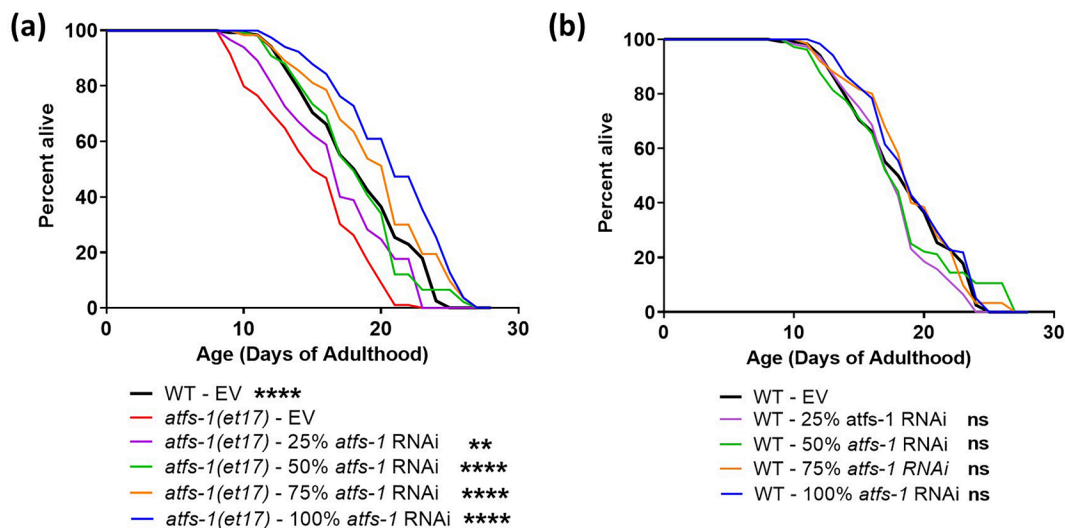 (a)
100
80
60
40
20
0
Percent alive
0 10 20 30
Age (Days of Adulthood)
WT - EV ****
atfs-1(et17) - EV
atfs-1(et17) - 25% atfs-1 RNAi **
atfs-1(et17) - 50% atfs-1 RNAi ****
atfs-1(et17) - 75% atfs-1 RNAi ****
atfs-1(et17) - 100% atfs-1 RNAi ****
(b)
100
80
60
40
20
0
Percent alive
0 10 20 30
Age (Days of Adulthood)
WT - EV
WT - 25% atfs-1 RNAi ns
WT - 50% atfs-1 RNAi ns
WT - 75% atfs-1 RNAi ns
WT - 100% atfs-1 RNAi ns